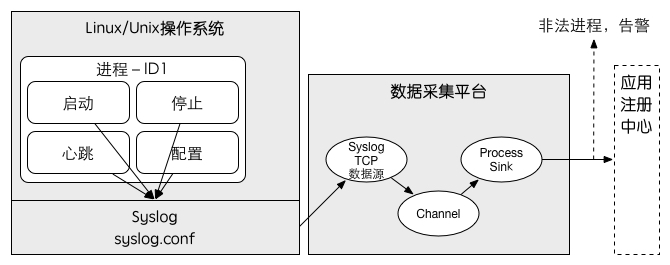 Linux/Unix操作系统
进程 – ID1
启动
停止
心跳
配置
Syslog
syslog.conf
数据采集平台
Syslog
TCP
数据源
Channel
Process
Sink
非法进程，告警
应用
注册
中心